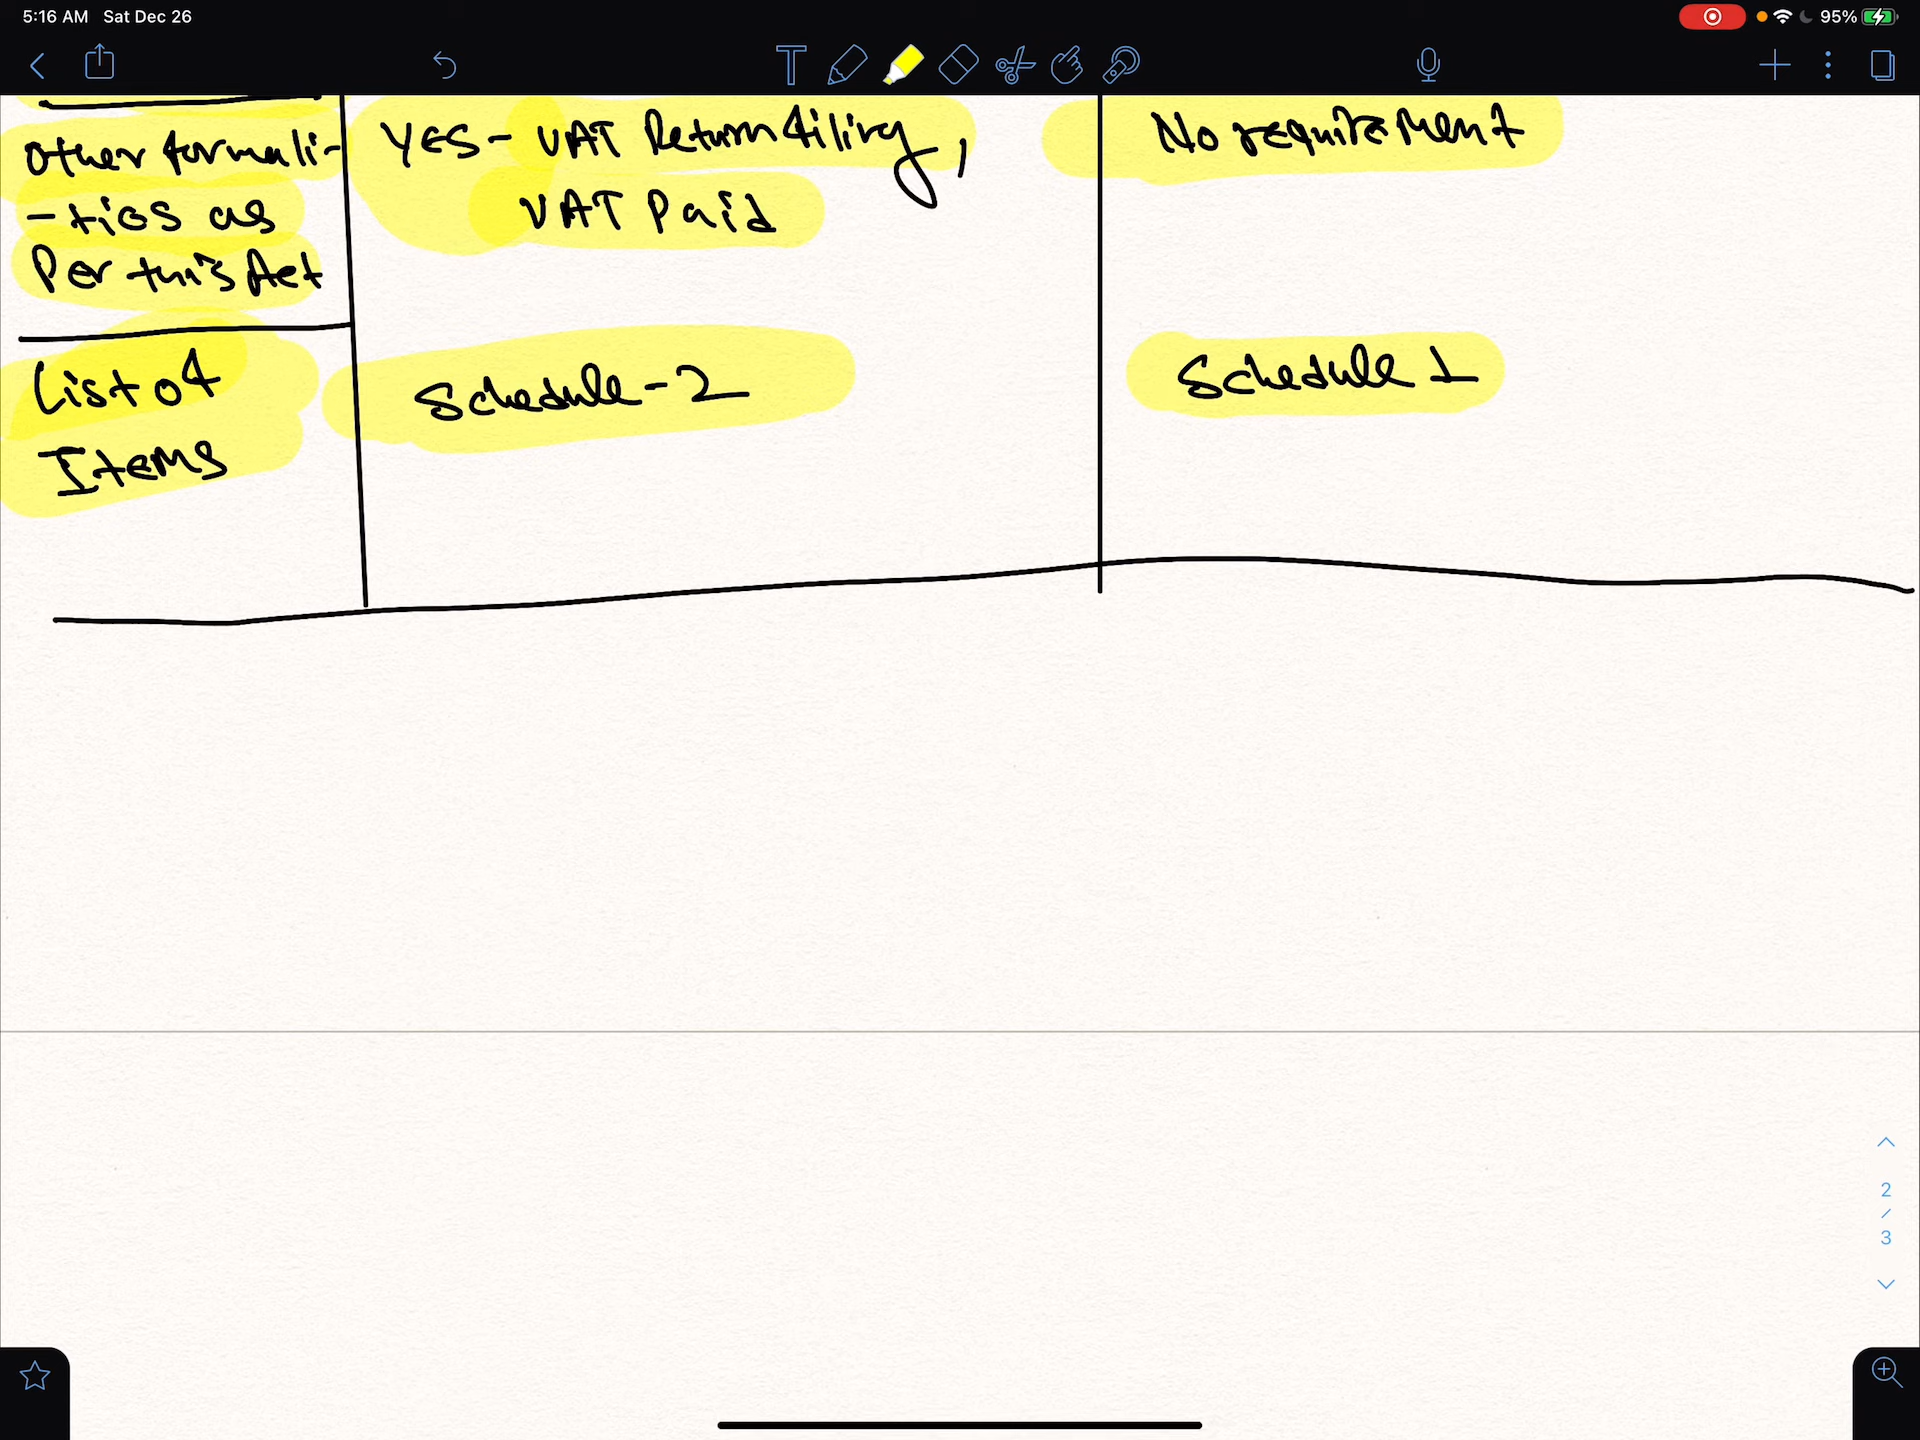 5:16 AM Sat Dec 26
95%
Other formali-
-ties as
Per this Act
YES - VAT Return filing,
VAT Paid
No requirement
List of
Items
Schedule - 2
Schedule 1
2
/
3